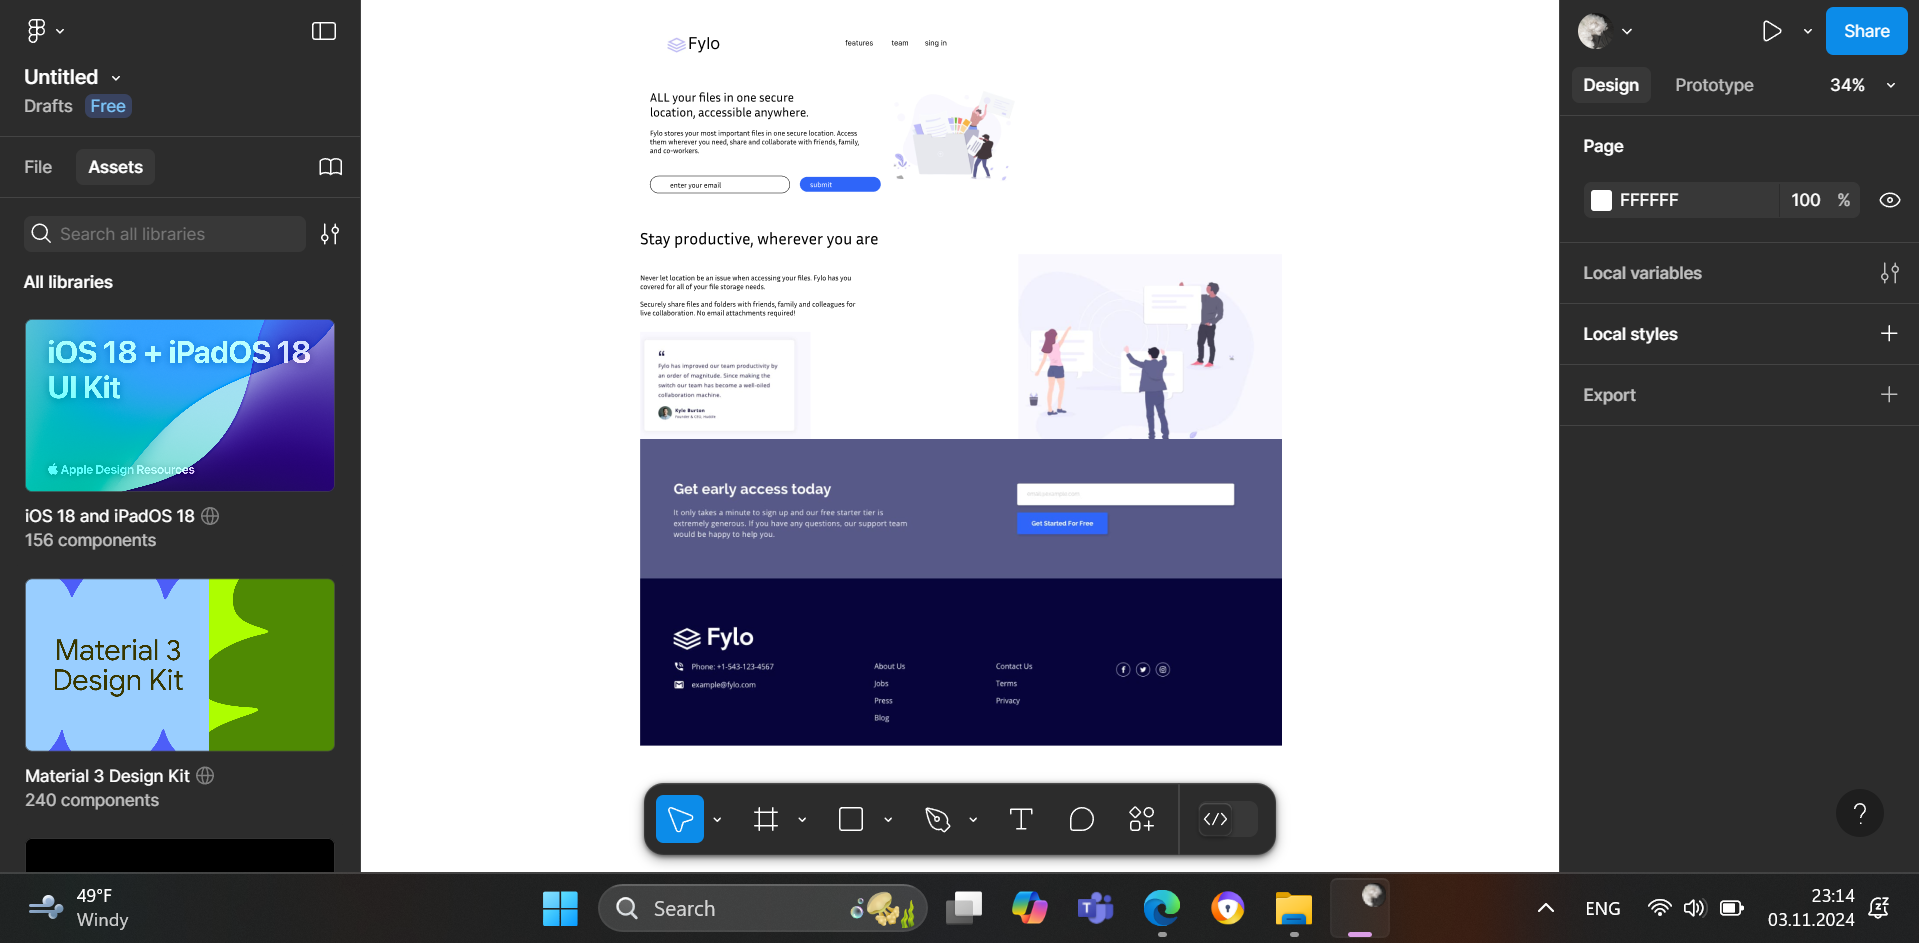 Untitled
Drafts Free
File Assets
Search all libraries
All libraries
iOS 18 + iPadOS 18
UI Kit
Apple Design Resources
iOS 18 and iPadOS 18
156 components
Material 3
Design Kit
Material 3 Design Kit
240 components
Fylo
features team sing in
ALL your files in one secure
location, accessible anywhere.
Fylo stores your most important files in one secure location. Access
them wherever you need, share and collaborate with friends, family,
and co-workers.
enter your email submit
Stay productive, wherever you are
Never let location be an issue when accessing your files. Fylo has you
covered for all of your file storage needs.
Securely share files and folders with friends, family and colleagues for
live collaboration. No email attachments required!
“
Fylo has improved our team productivity by
an order of magnitude. Since making the
switch our team has become a well-oiled
collaboration machine.
Kyle Burton
Founder & CEO, Huddle
Get early access today
It only takes a minute to sign up and our free starter tier is
extremely generous. If you have any questions, our support team
would be happy to help you.
email@example.com
Get Started For Free
Fylo
Phone: +1-543-123-4567
example@fylo.com
About Us
Jobs
Press
Blog
Contact Us
Terms
Privacy
Share
Design Prototype 34%
Page
FFFFFF 100 %
Local variables
Local styles
Export
?
49°F
Windy
Search
ENG
23:14
03.11.2024